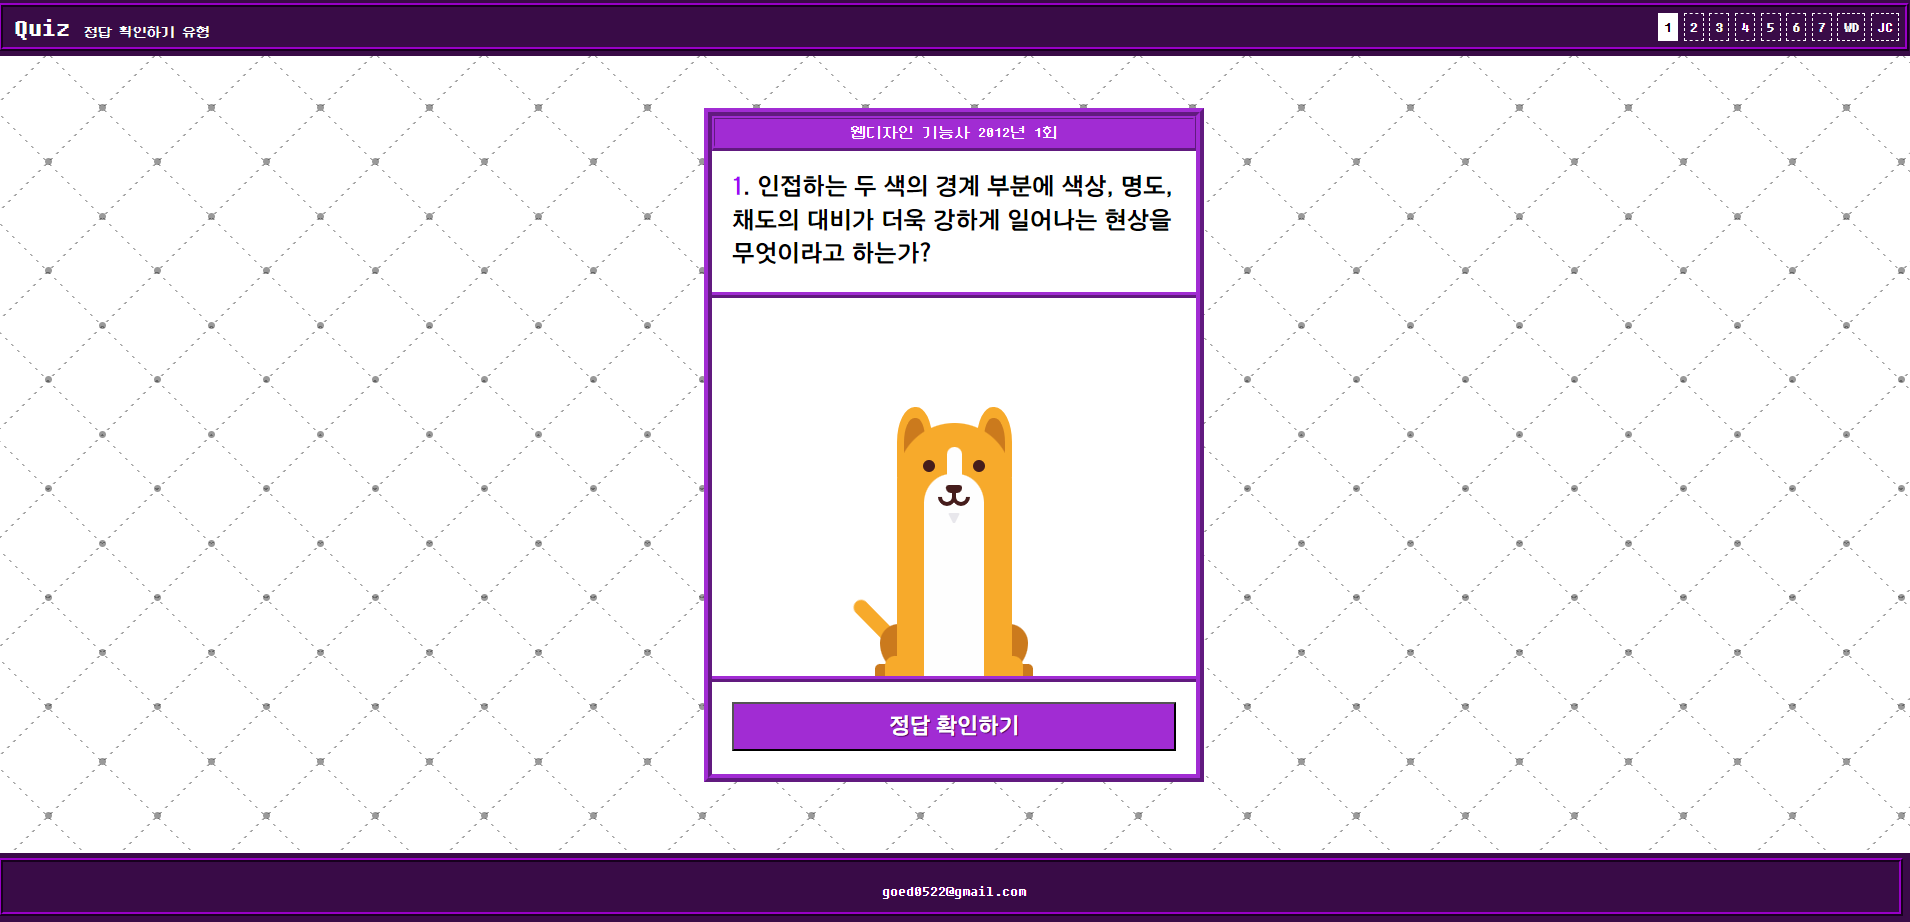 Quiz 정답 확인하기 유형
1 2 3 4 5 6 7 WD JC
웹디자인 기능사 2012년 1회
1. 인접하는 두 색의 경계 부분에 색상, 명도,
채도의 대비가 더욱 강하게 일어나는 현상을
무엇이라고 하는가?
정답 확인하기
goed0522@gmail.com